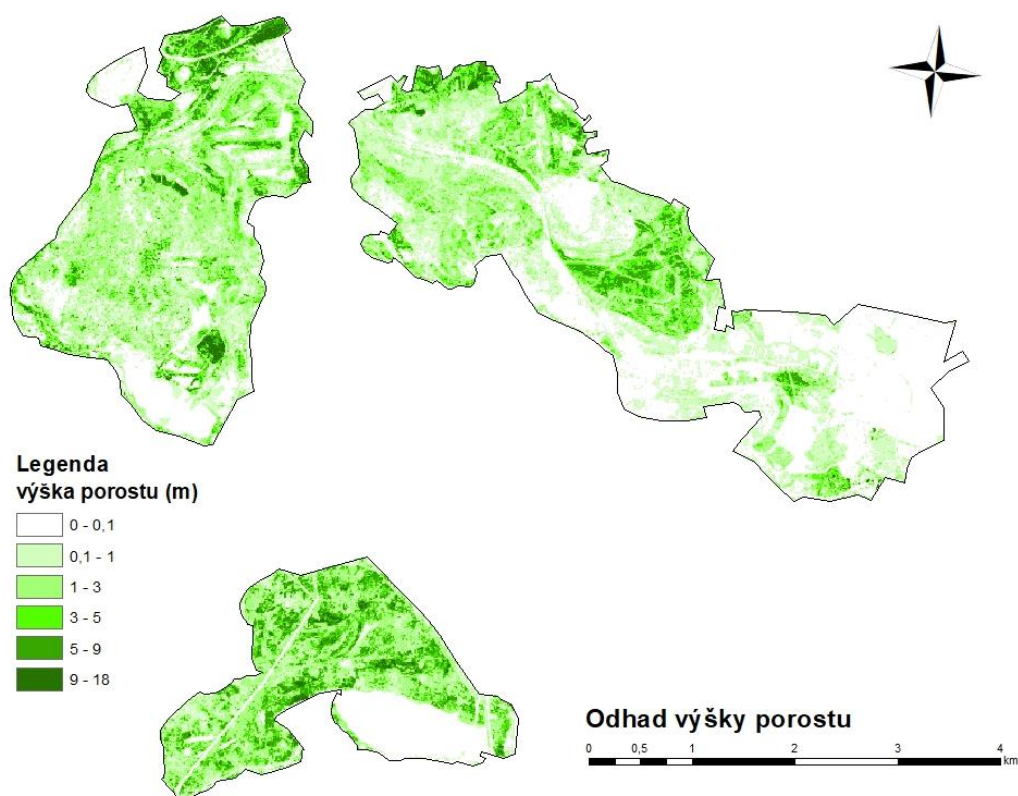 Legenda
výška porostu (m)
0 - 0,1
0,1 - 1
1 - 3
3 - 5
5 - 9
9 - 18
Odhad výšky porostu
0 0,5 1 2 3 4
km